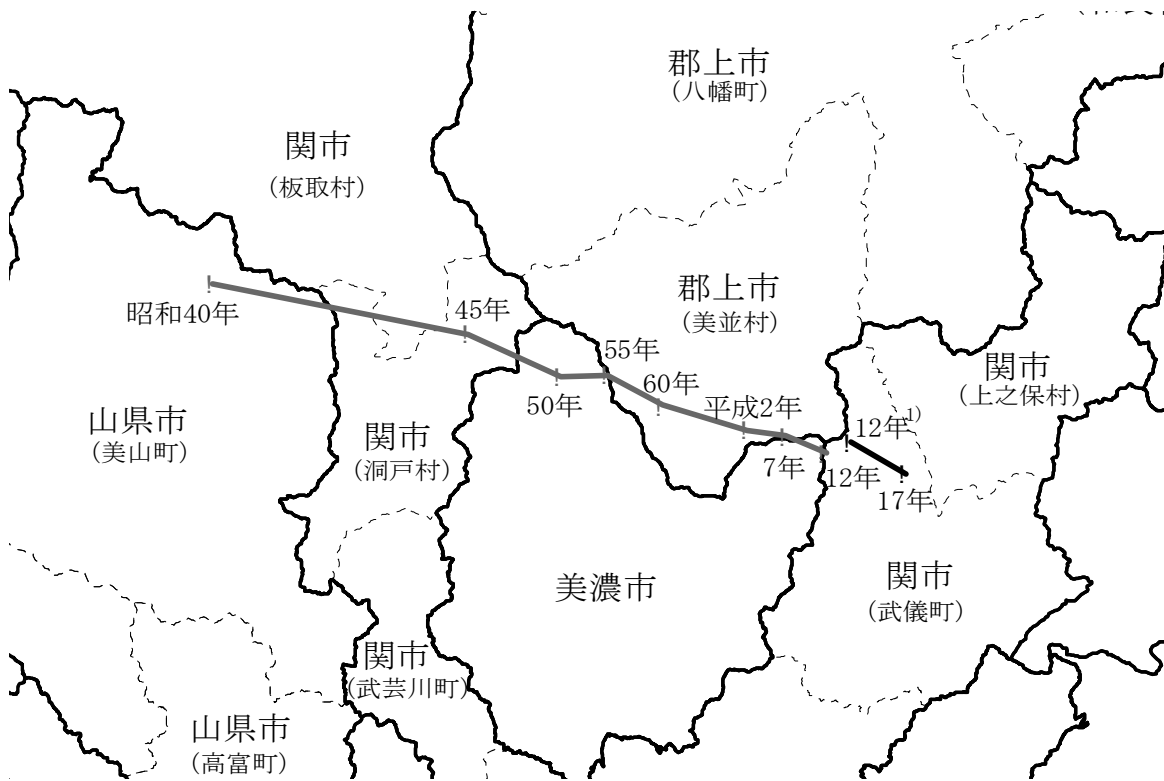 郡上市
(八幡町)
関市
(板取村)
郡上市
(美並村)
昭和40年
45年
50年
55年
60年
平成2年
7年
12年
12年1)
17年
関市
(上之保村)
山県市
(美山町)
関市
(洞戸村)
美濃市
関市
(武儀町)
関市
(武芸川町)
山県市
(高富町)